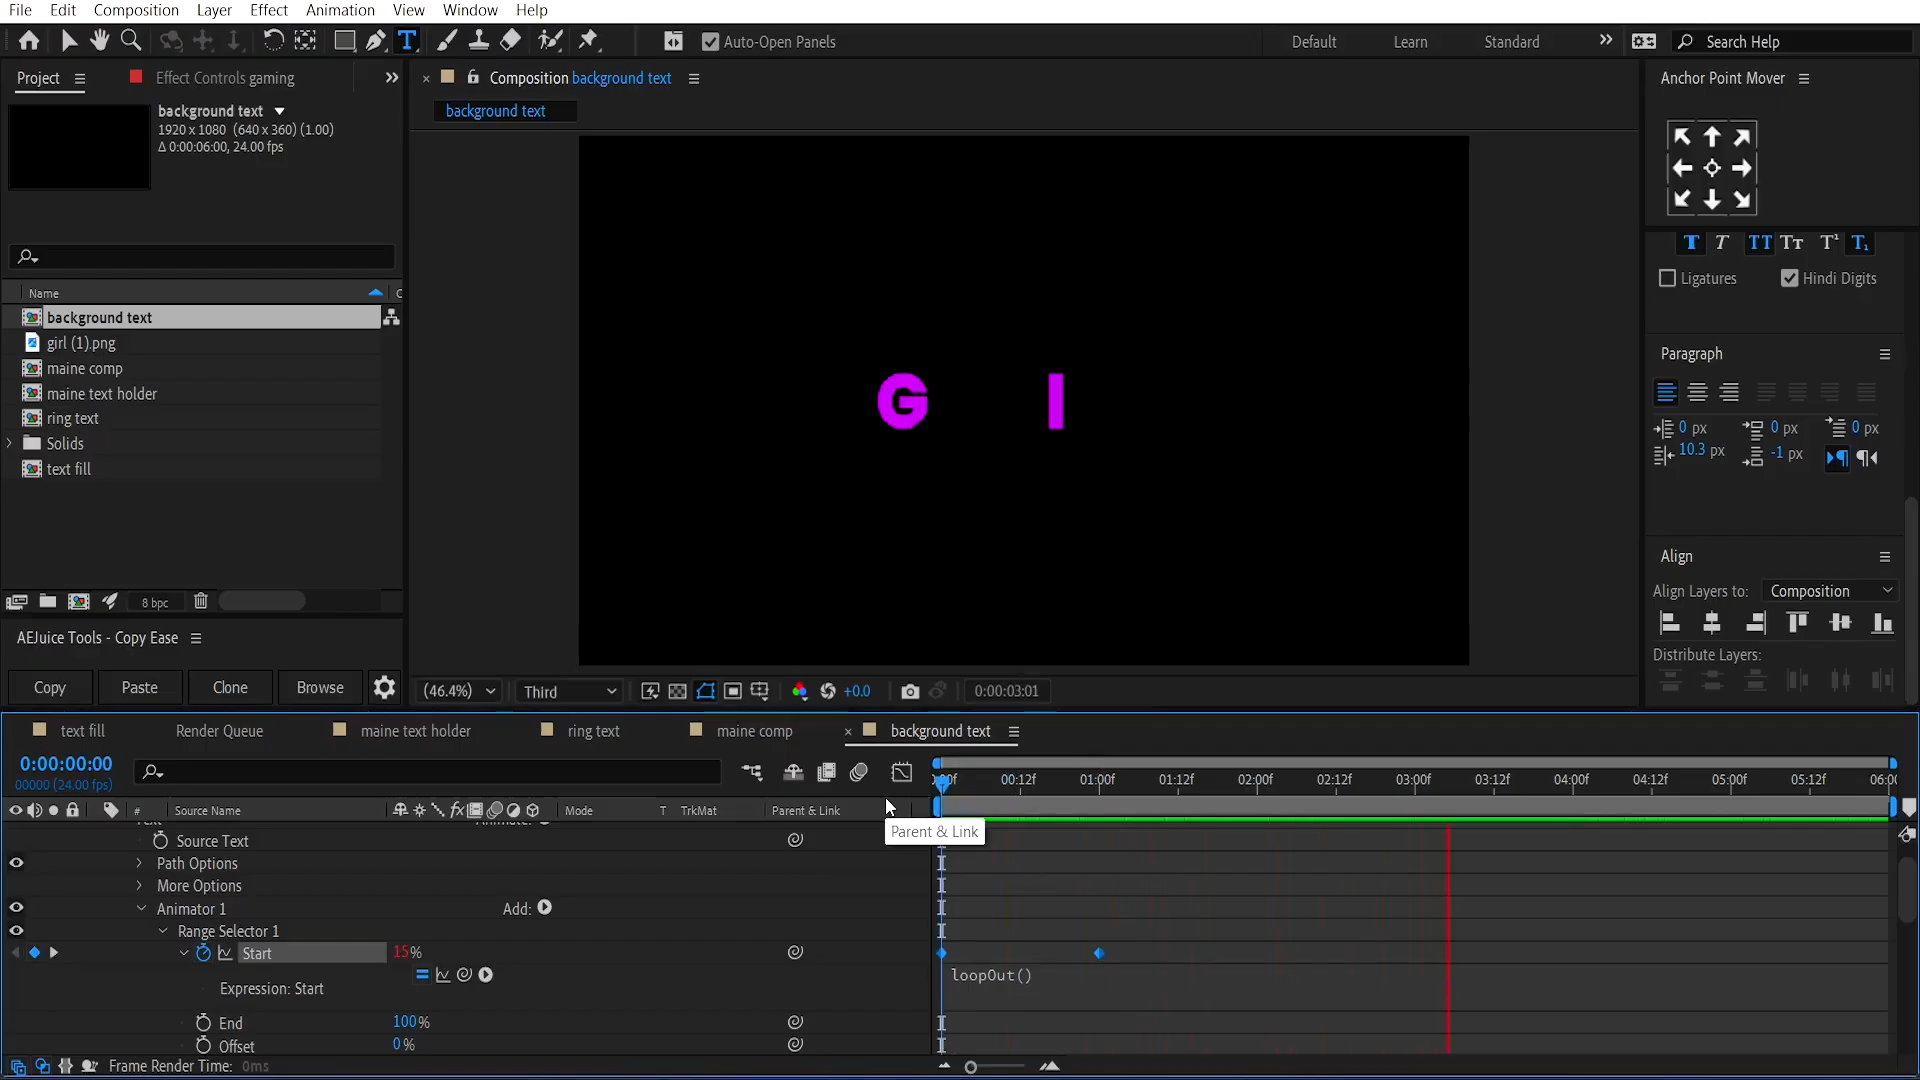 File Edit Composition Layer Effect Animation View Window Help
Auto-Open Panels Default Learn Standard Search Help
Project Effect Controls gaming
background text
1920 x 1080 (640 x 360) (1.00)
Δ 0:00:06:00, 24.00 fps
Name
background text
girl (1).png
maine comp
maine text holder
ring text
Solids
text fill
8 bpc
AEJuice Tools - Copy Ease
Copy Paste Clone Browse
Composition background text
background text
G I
(46.4%) Third +0.0 0:00:03:01
Anchor Point Mover
T T TT Tт T¹ T₁
Ligatures Hindi Digits
Paragraph
0 px 0 px 0 px
10.3 px -1 px
Align
Align Layers to: Composition
Distribute Layers:
text fill Render Queue maine text holder ring text maine comp background text
0:00:00:00
00000 (24.00 fps)
00:12f 01:00f 01:12f 02:00f 02:12f 03:00f 03:12f 04:00f 04:12f 05:00f 05:12f 06:00
# Source Name fx Mode T TrkMat Parent & Link
Parent & Link
Source Text
Path Options
More Options
Animator 1 Add:
Range Selector 1
Start 15%
Expression: Start loopOut()
End 100%
Offset 0%
Frame Render Time: 0ms